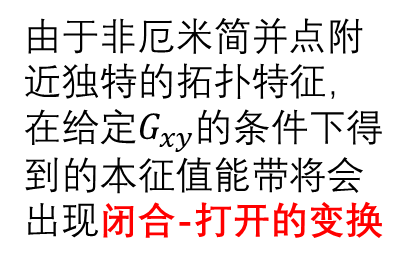 由于非厄米简并点附
近独特的拓扑特征,
在给定G_{xy}的条件下得
到的本征值能带将会
出现闭合-打开的变换